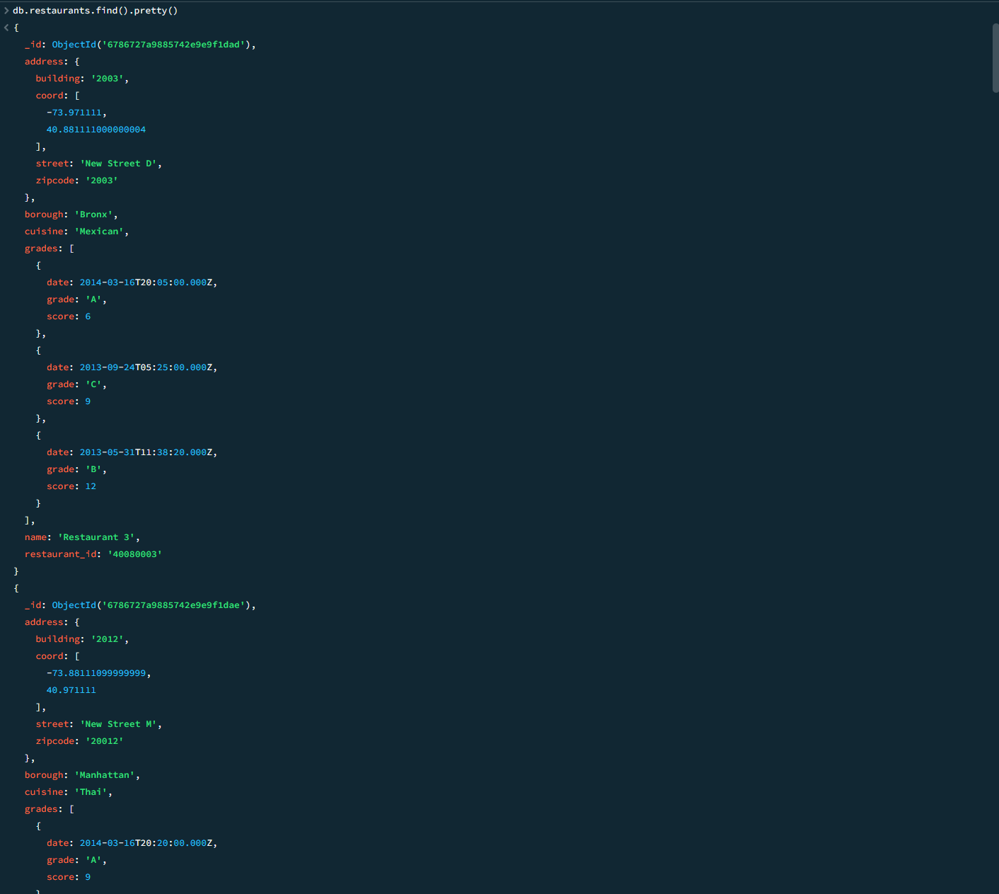 > db.restaurants.find().pretty()
< {
_id: ObjectId('6786727a9885742e9e9f1dad'),
address: {
building: '2003',
coord: [
-73.971111,
40.881111000000004
],
street: 'New Street D',
zipcode: '2003'
},
borough: 'Bronx',
cuisine: 'Mexican',
grades: [
{
date: 2014-03-16T20:05:00.000Z,
grade: 'A',
score: 6
},
{
date: 2013-09-24T05:25:00.000Z,
grade: 'C',
score: 9
},
{
date: 2013-05-31T11:38:20.000Z,
grade: 'B',
score: 12
}
],
name: 'Restaurant 3',
restaurant_id: '40080003'
}
{
_id: ObjectId('6786727a9885742e9e9f1dae'),
address: {
building: '2012',
coord: [
-73.88111099999999,
40.971111
],
street: 'New Street M',
zipcode: '20012'
},
borough: 'Manhattan',
cuisine: 'Thai',
grades: [
{
date: 2014-03-16T20:20:00.000Z,
grade: 'A',
score: 9